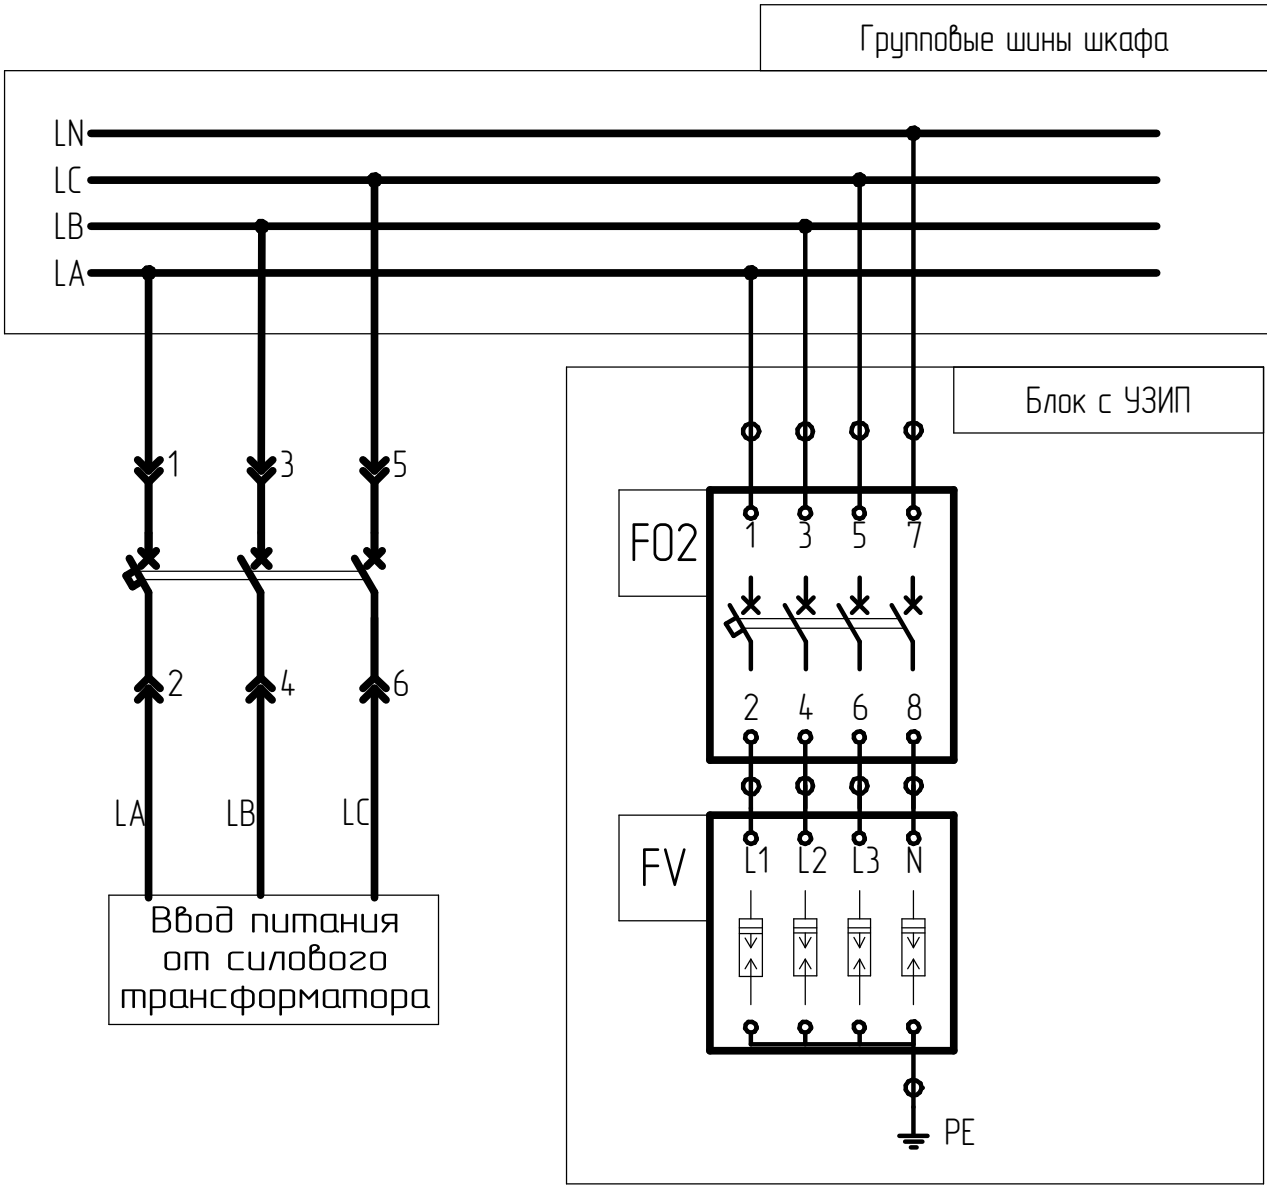 Групповые шины шкафа
LN
LC
LB
LA
Блок с УЗИП
1 3 5
F02
1 3 5 7
2 4 6
2 4 6 8
LA LB LC
FV
L1 L2 L3 N
Ввод питания
от силового
трансформатора
PE